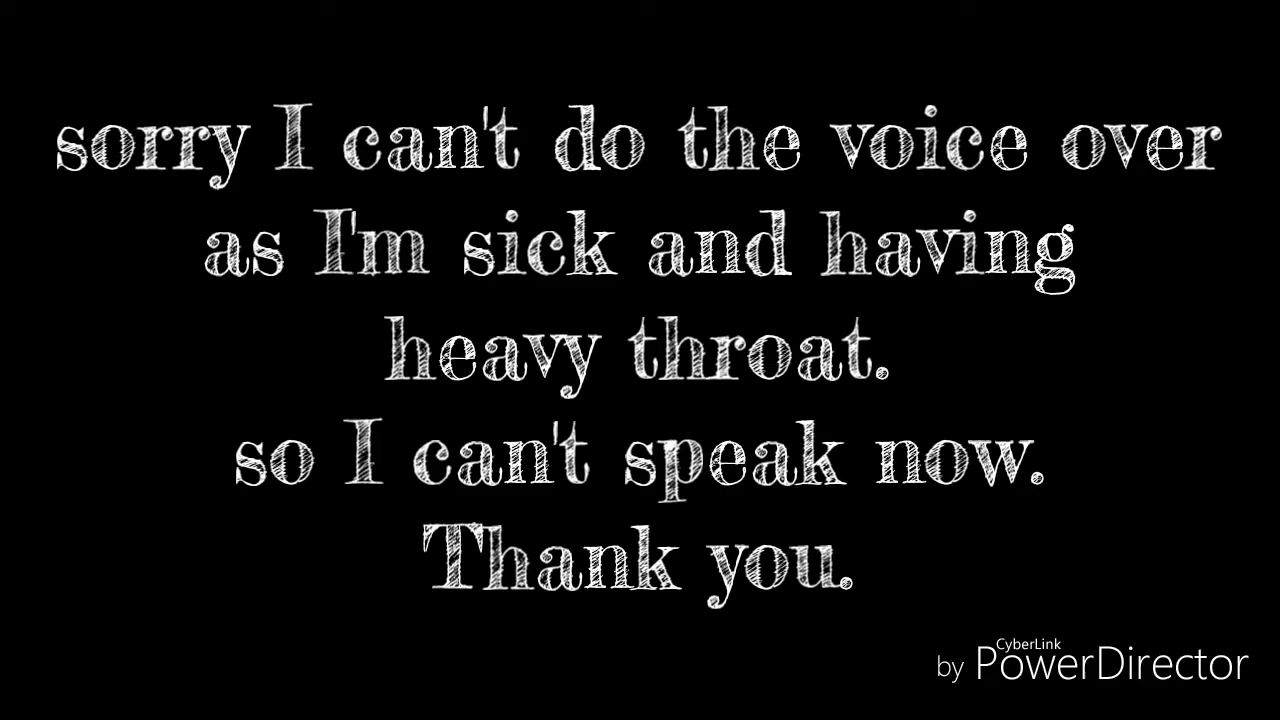 sorry I can't do the voice over
as I'm sick and having
heavy throat.
so I can't speak now.
Thank you.
CyberLink
by PowerDirector